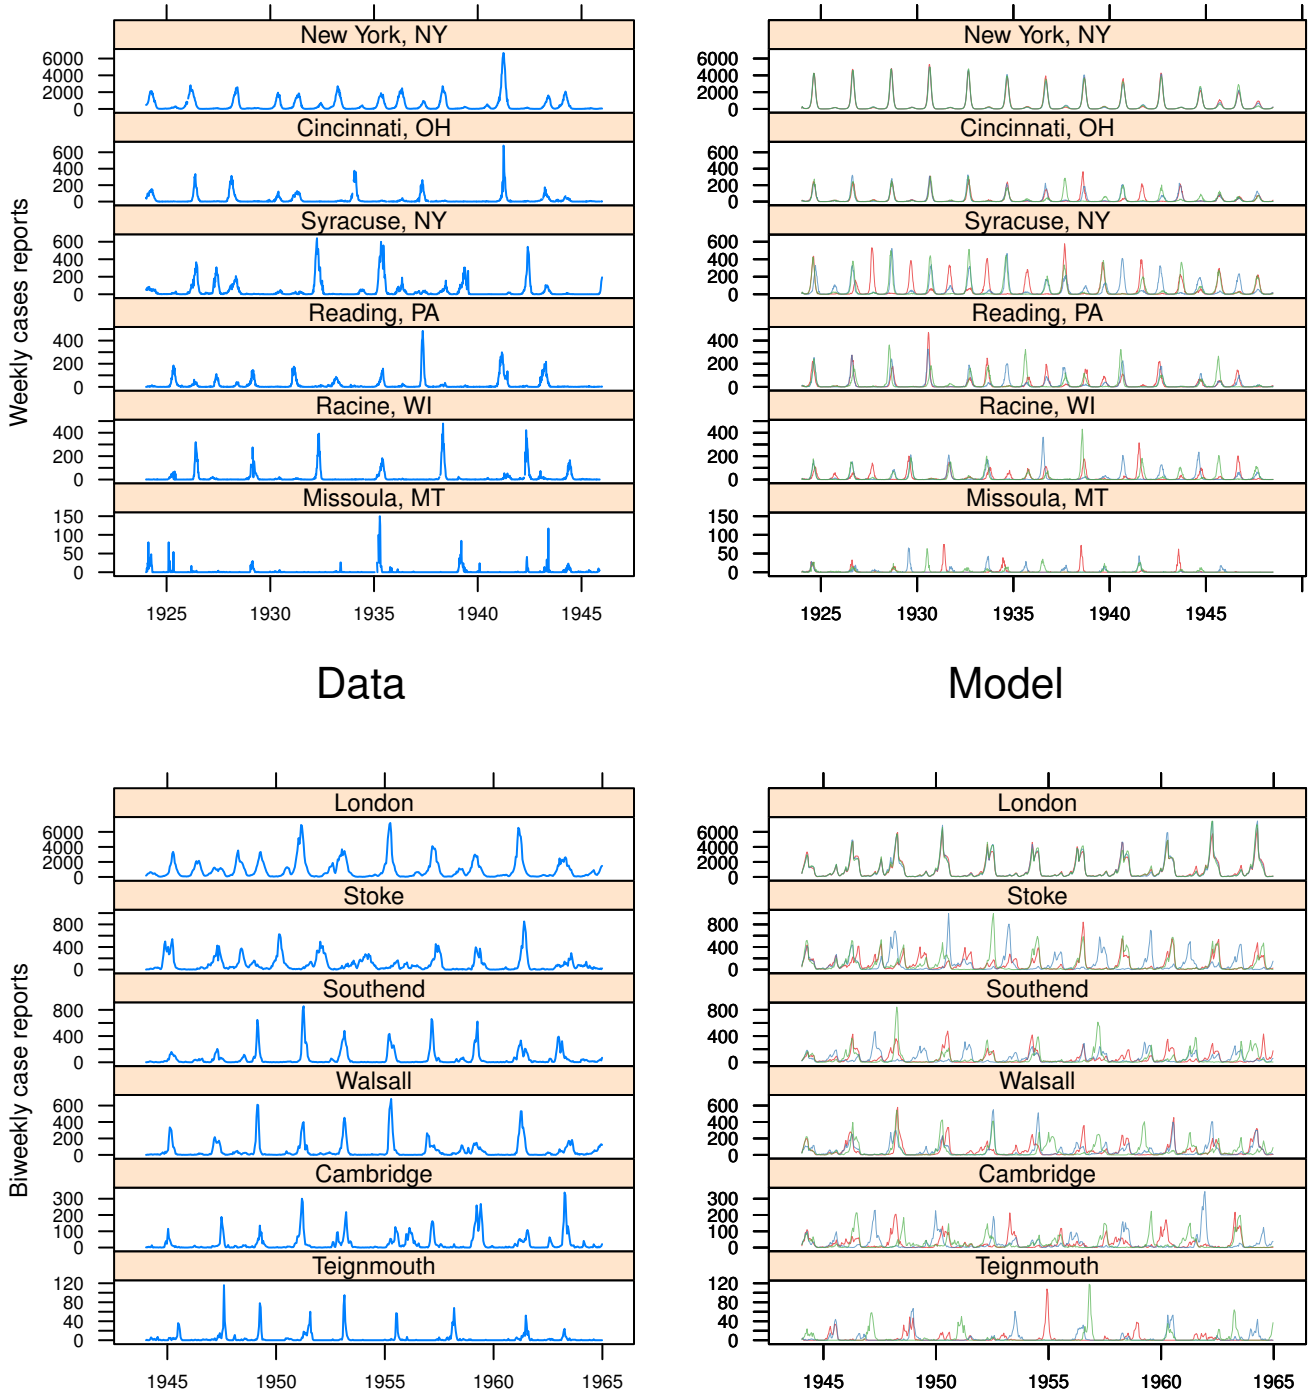 New York, NY
6000
4000
2000
0
Cincinnati, OH
600
400
200
0
Syracuse, NY
600
400
200
0
Reading, PA
400
200
0
Racine, WI
400
200
0
Missoula, MT
150
100
50
0
1925 1930 1935 1940 1945
Weekly cases reports
Data
New York, NY
6000
4000
2000
0
Cincinnati, OH
600
400
200
0
Syracuse, NY
600
400
200
0
Reading, PA
400
200
0
Racine, WI
400
200
0
Missoula, MT
150
100
50
0
1925 1930 1935 1940 1945
Model
London
6000
4000
2000
0
Stoke
800
400
0
Southend
800
400
0
Walsall
600
400
200
0
Cambridge
300
200
100
0
Teignmouth
120
80
40
0
1945 1950 1955 1960 1965
Biweekly case reports
London
6000
4000
2000
0
Stoke
800
400
0
Southend
800
400
0
Walsall
600
400
200
0
Cambridge
300
200
100
0
Teignmouth
120
80
40
0
1945 1950 1955 1960 1965